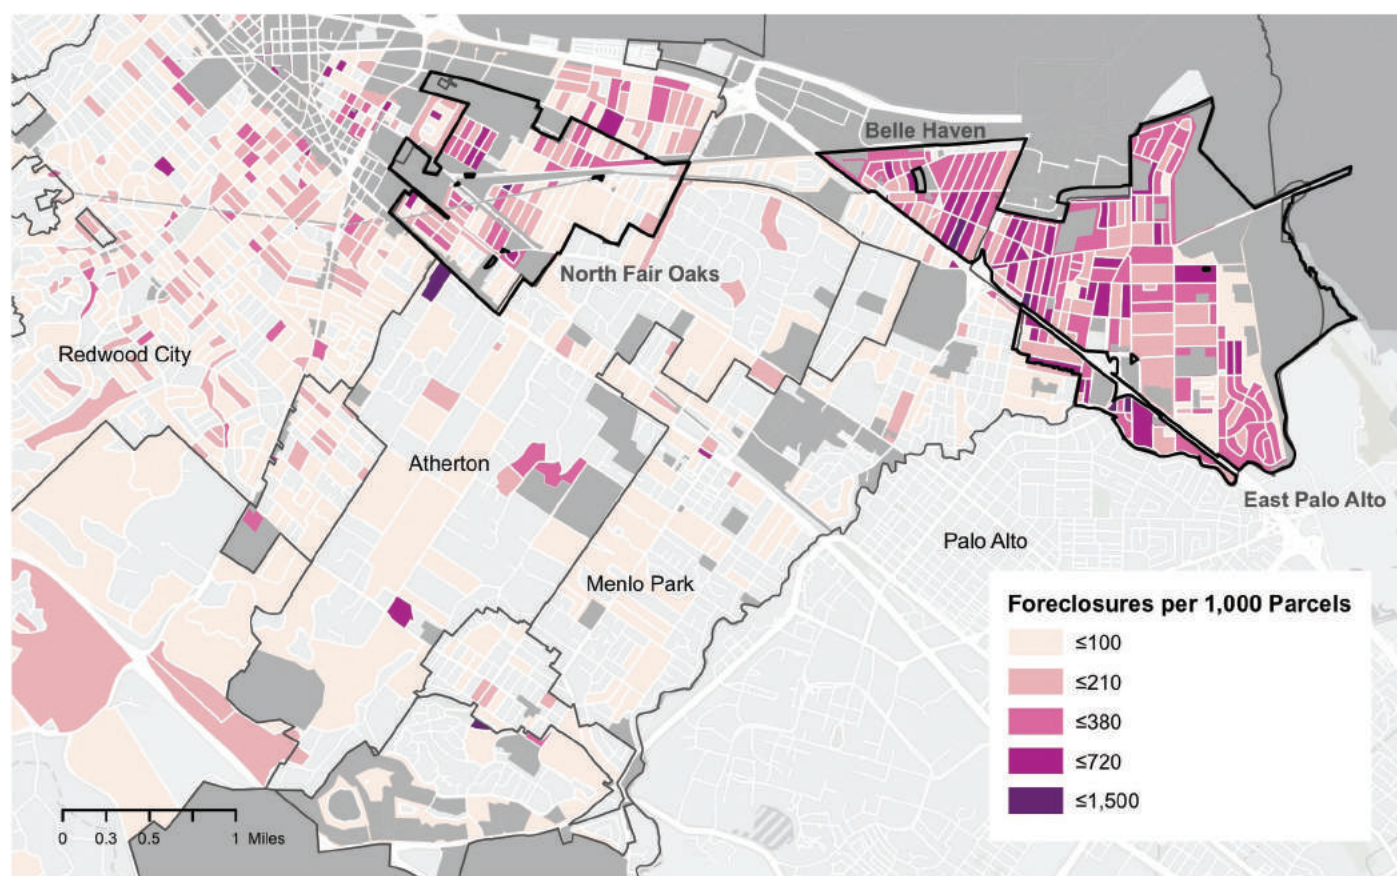 Belle Haven
North Fair Oaks
Redwood City
Atherton
East Palo Alto
Palo Alto
Menlo Park
Foreclosures per 1,000 Parcels
≤100
≤210
≤380
≤720
≤1,500
0 0.3 0.5 1 Miles